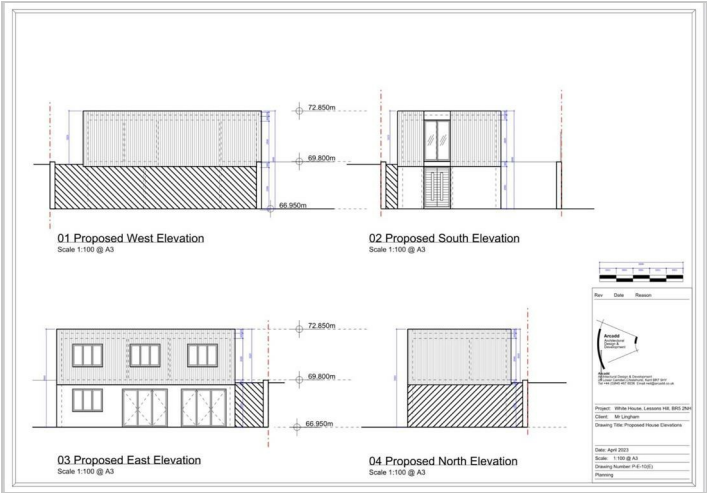 72.850m
69.800m
66.950m
01 Proposed West Elevation
Scale 1:100 @ A3
02 Proposed South Elevation
Scale 1:100 @ A3
72.850m
69.800m
66.950m
03 Proposed East Elevation
Scale 1:100 @ A3
04 Proposed North Elevation
Scale 1:100 @ A3
Rev Date Reason
Arcadd
Architectural
Design &
Development
Arcadd
Architectural Design & Development
Project: White House, Lessons Hill, BR5 2NH
Client: Mr Lingham
Drawing Title: Proposed House Elevations
Date: April 2023
Scale: 1:100 @ A3
Drawing Number: P-E-10(E)
Planning